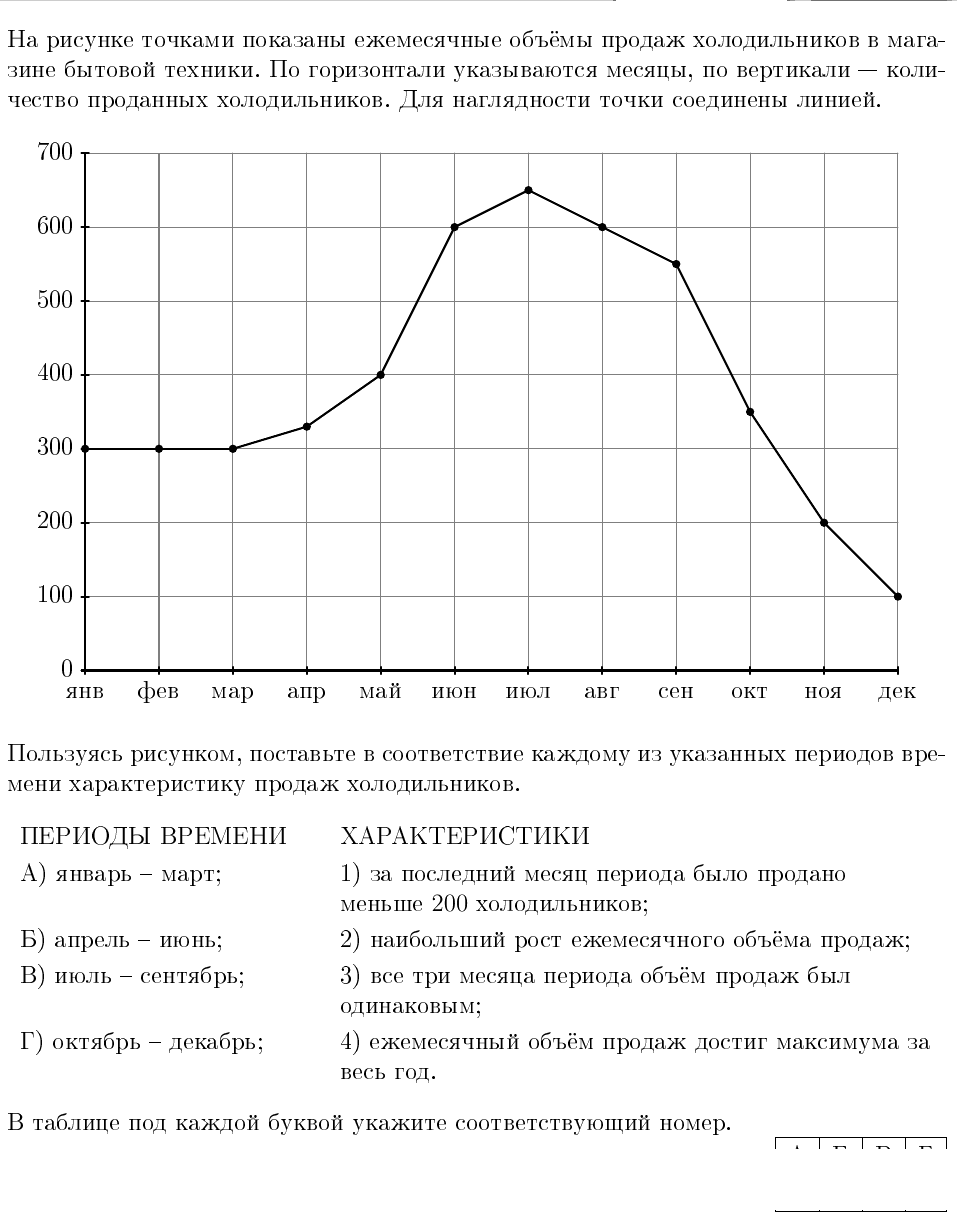 На рисунке точками показаны ежемесячные объёмы продаж холодильников в мага-
зине бытовой техники. По горизонтали указываются месяцы, по вертикали — коли-
чество проданных холодильников. Для наглядности точки соединены линией.
700
600
500
400
300
200
100
0
янв фев мар апр май июн июл авг сен окт ноя дек
Пользуясь рисунком, поставьте в соответствие каждому из указанных периодов вре-
мени характеристику продаж холодильников.
ПЕРИОДЫ ВРЕМЕНИ ХАРАКТЕРИСТИКИ
А) январь – март; 1) за последний месяц периода было продано
меньше 200 холодильников;
Б) апрель – июнь; 2) наибольший рост ежемесячного объёма продаж;
В) июль – сентябрь; 3) все три месяца периода объём продаж был
одинаковым;
Г) октябрь – декабрь; 4) ежемесячный объём продаж достиг максимума за
весь год.
В таблице под каждой буквой укажите соответствующий номер.